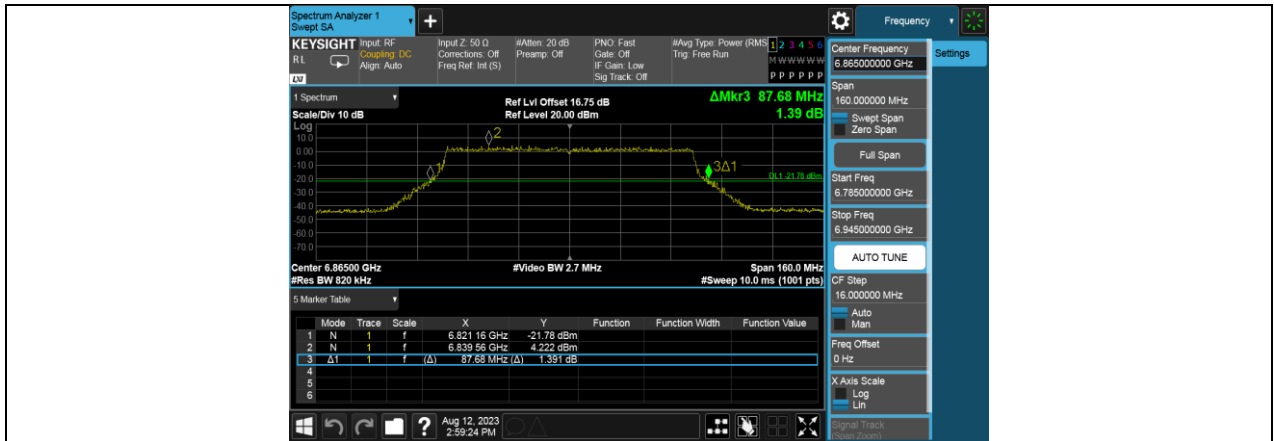 Spectrum Analyzer 1
Swept SA
+
Frequency
KEYSIGHT Input: RF Input Z: 50 Ω #Atten: 20 dB PNO: Fast #Avg Type: Power (RMS 1 2 3 4 5 6
RL Coupling: DC Corrections: Off Preamp: Off Gate: Off Trig: Free Run M W W W W W
Align: Auto Freq Ref: Int (S) IF Gain: Low
LXI Sig Track: Off P P P P P P
1 Spectrum
Ref Lvl Offset 16.75 dB ΔMkr3 87.68 MHz
Scale/Div 10 dB Ref Level 20.00 dBm 1.39 dB
Log
10.0
0.00
-10.0
-20.0
-30.0
-40.0
-50.0
-60.0
-70.0
1
2
3Δ1
DL1 -21.78 dBm
Center 6.86500 GHz #Video BW 2.7 MHz Span 160.0 MHz
#Res BW 820 kHz #Sweep 10.0 ms (1001 pts)
5 Marker Table
Mode Trace Scale X Y Function Function Width Function Value
1 N 1 f 6.821 16 GHz -21.78 dBm
2 N 1 f 6.839 56 GHz 4.222 dBm
3 Δ1 1 f (Δ) 87.68 MHz (Δ) 1.391 dB
4
5
6
? Aug 12, 2023
2:59:24 PM
Center Frequency
6.865000000 GHz
Settings
Span
160.000000 MHz
Swept Span
Zero Span
Full Span
Start Freq
6.785000000 GHz
Stop Freq
6.945000000 GHz
AUTO TUNE
CF Step
16.000000 MHz
Auto
Man
Freq Offset
0 Hz
X Axis Scale
Log
Lin
Signal Track
(Span Zoom)